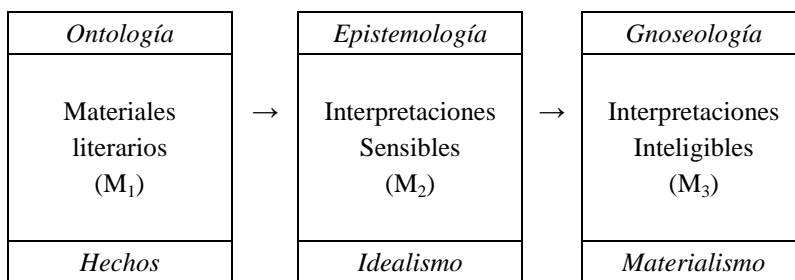 Ontología
Epistemología
Gnoseología
Materiales → Interpretaciones → Interpretaciones
literarios Sensibles Inteligibles
(M₁) (M₂) (M₃)
Hechos
Idealismo
Materialismo